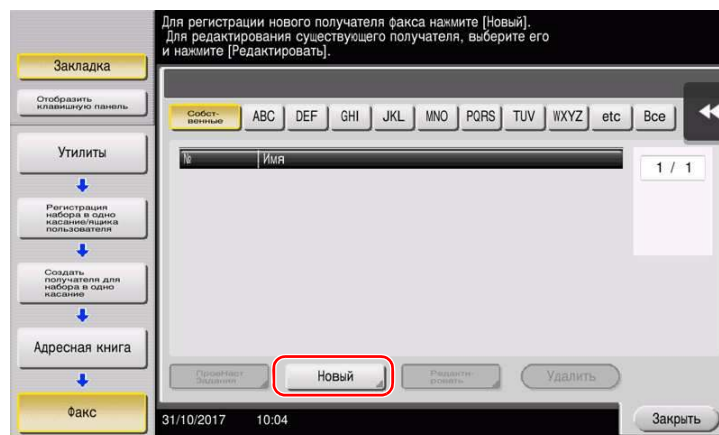 Для регистрации нового получателя факса нажмите [Новый].
Для редактирования существующего получателя, выберите его
и нажмите [Редактировать].
Закладка
Отобразить
клавишную панель
Утилиты
Регистрация
набора в одно
касание/ящика
пользователя
Создать
получателя для
набора в одно
касание
Адресная книга
Факс
Собст-
венные
ABC DEF GHI JKL MNO PQRS TUV WXYZ etc Все
№ Имя
1 / 1
Задания
Новый
Редакти-
ровать
Удалить
31/10/2017 10:04
Закрыть